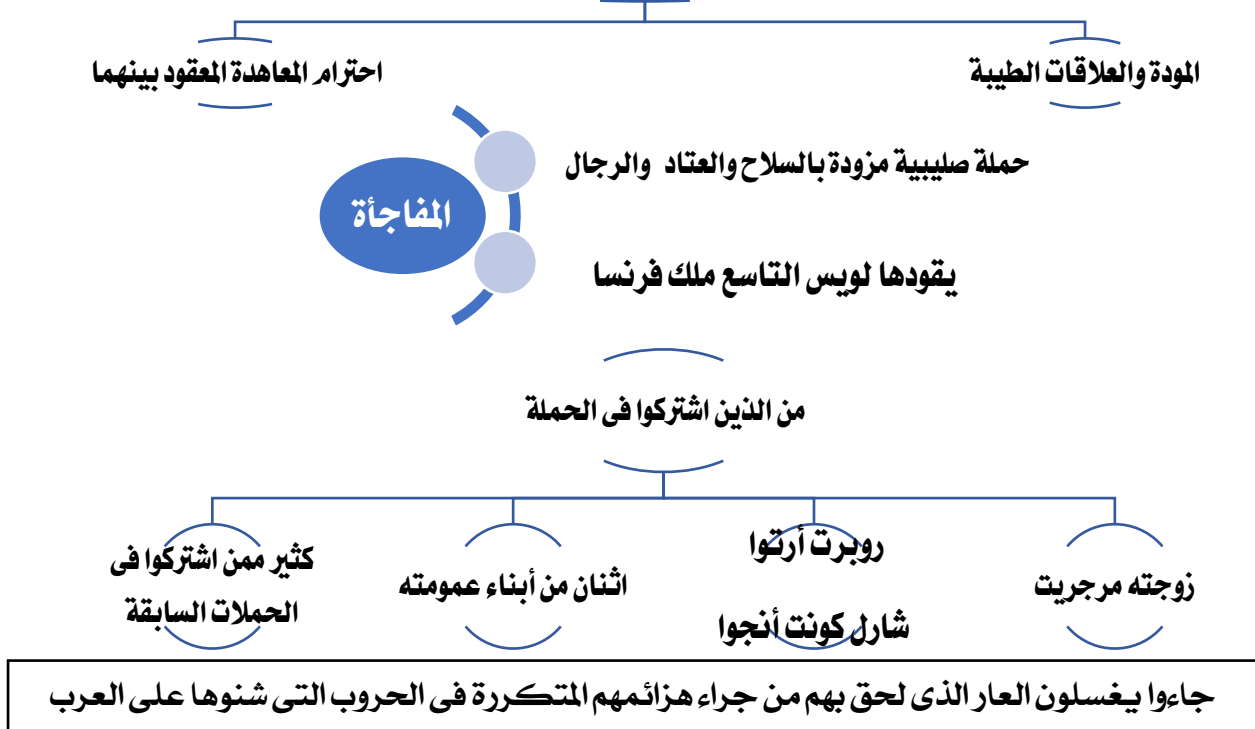 المودة والعلاقات الطيبة
احترام المعاهدة المعقود بينهما
حملة صليبية مزودة بالسلاح والعتاد والرجال
المفاجأة
يقودها لويس التاسع ملك فرنسا
من الذين اشتركوا فى الحملة
زوجته مرجريت
روبرت أرتوا
شارل كونت أنجوا
اثنان من أبناء عمومته
كثير ممن اشتركوا فى
الحملات السابقة
جاءوا يغسلون العار الذى لحق بهم من جراء هزائمهم المتكررة فى الحروب التى شنوها على العرب